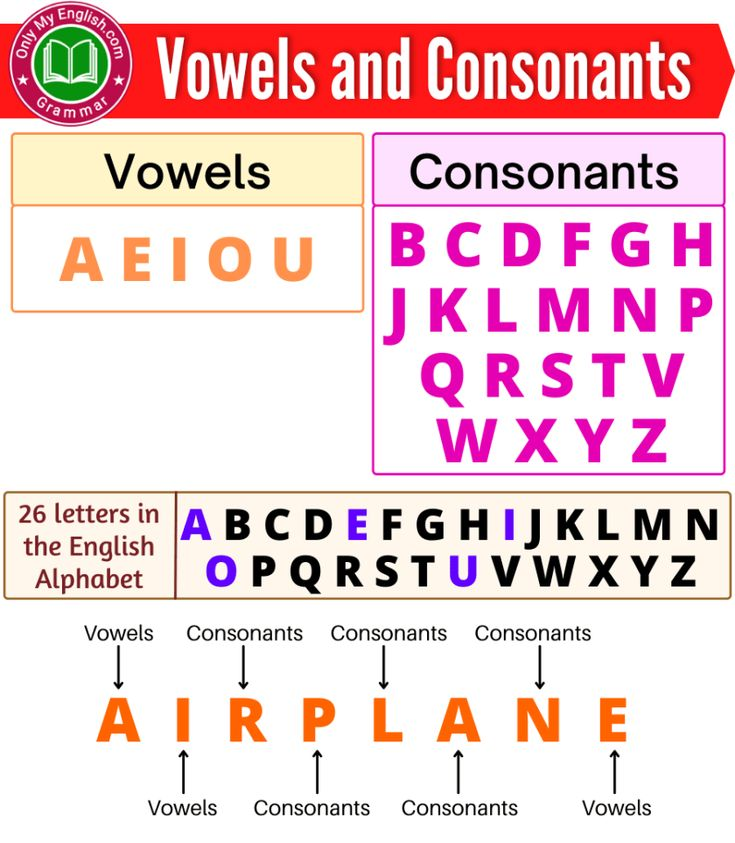 Only My English.com
Grammar
Vowels and Consonants
Vowels
A E I O U
Consonants
B C D F G H
J K L M N P
Q R S T V
W X Y Z
26 letters in
the English
Alphabet
A B C D E F G H I J K L M N
O P Q R S T U V W X Y Z
Vowels Consonants Consonants Consonants
A I R P L A N E
Vowels Consonants Consonants Vowels